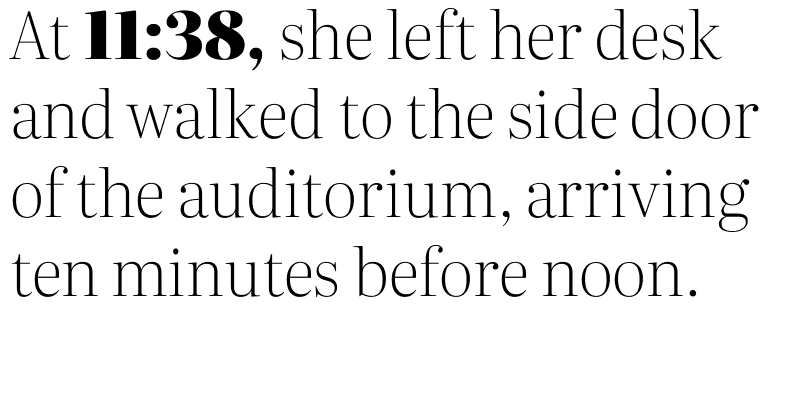 At 11:38, she left her desk
and walked to the side door
of the auditorium, arriving
ten minutes before noon.